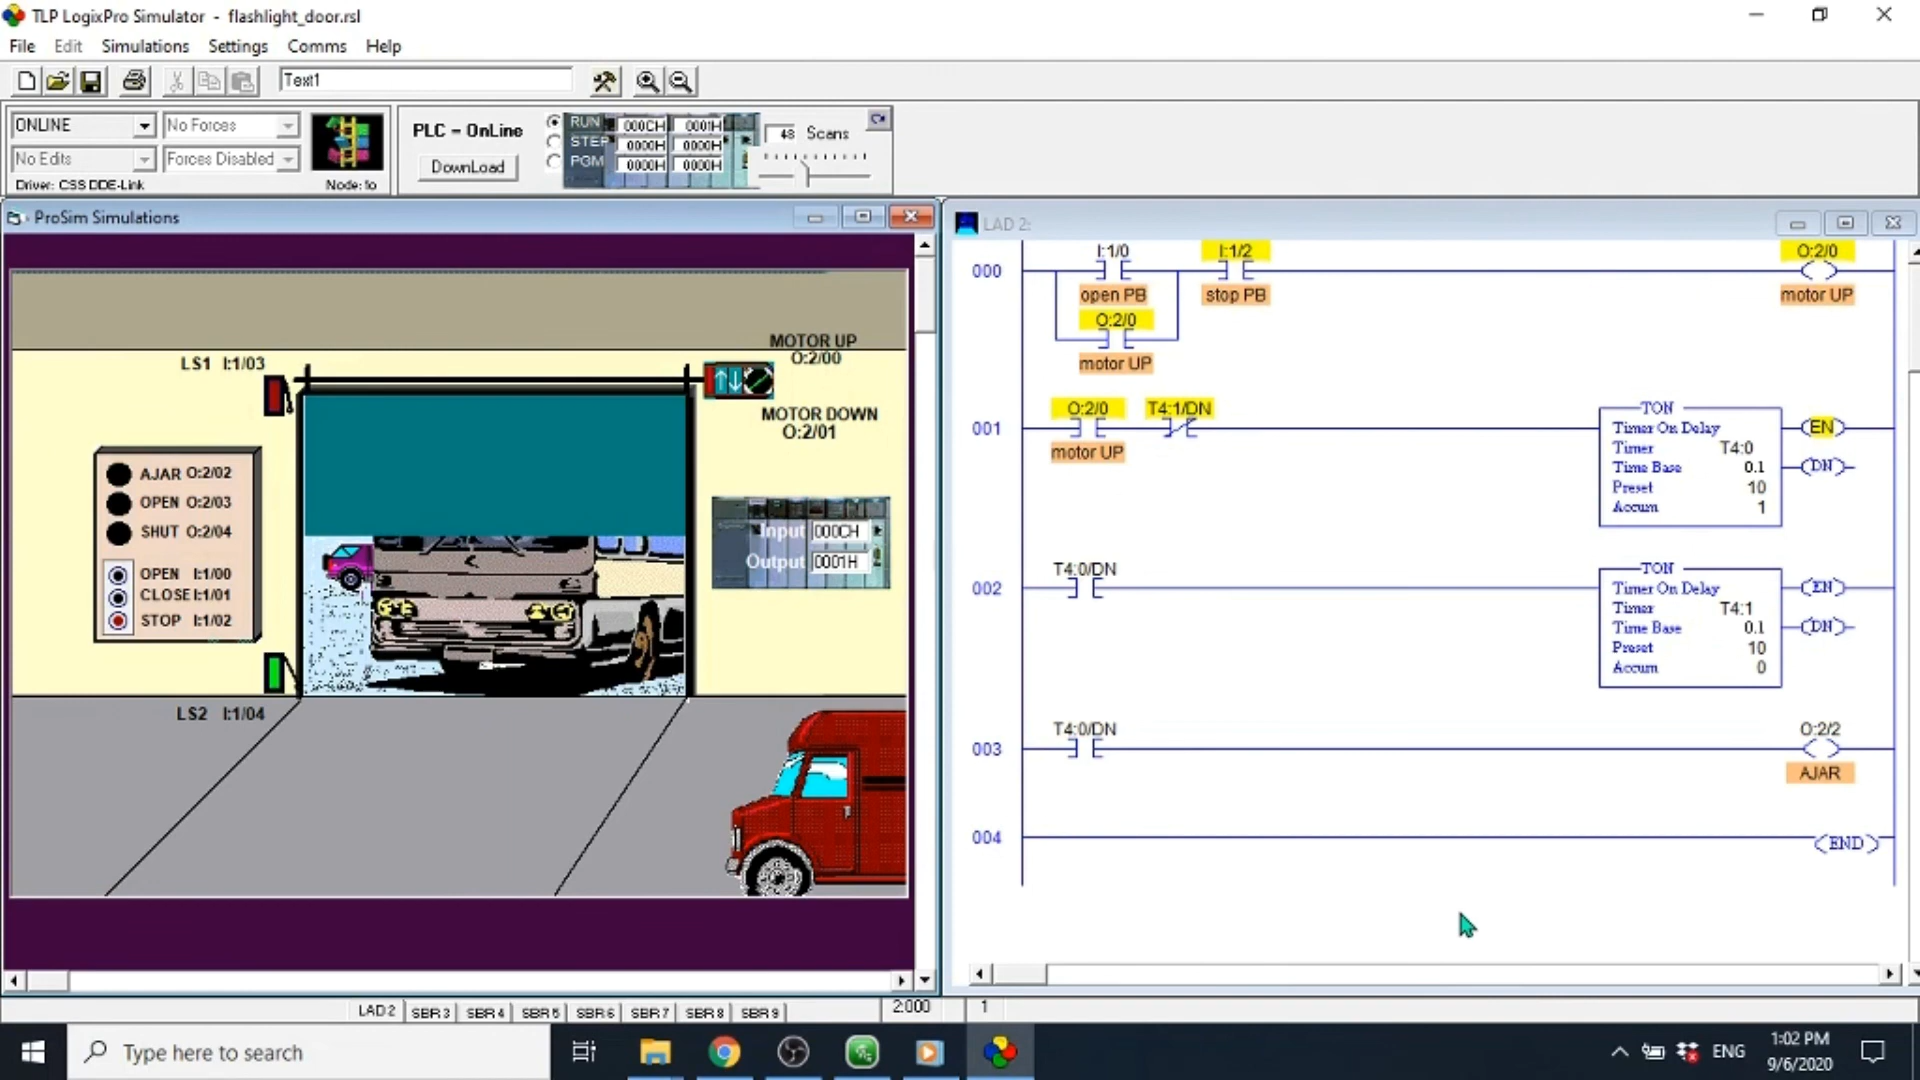 TLP LogixPro Simulator - flashlight_door.rsl
File Edit Simulations Settings Comms Help
Text1
ONLINE No Forces
No Edits Forces Disabled
Driver: CSS DDE-Link Node: 1o
PLC - OnLine
DownLoad
RUN 000CH 0001H
STEP 0000H 0000H
PGM 0000H 0000H
48 Scans
ProSim Simulations
LS1 I:1/03
MOTOR UP
O:2/00
MOTOR DOWN
O:2/01
AJAR O:2/02
OPEN O:2/03
SHUT O:2/04
OPEN I:1/00
CLOSE I:1/01
STOP I:1/02
LS2 I:1/04
Input 000CH
Output 0001H
LAD 2:
000
I:1/0
open PB
I:1/2
stop PB
O:2/0
motor UP
O:2/0
motor UP
001
O:2/0
motor UP
T4:1/DN
TON
Timer On Delay
Timer T4:0
Time Base 0.1
Preset 10
Accum 1
EN
DN
002
T4:0/DN
TON
Timer On Delay
Timer T4:1
Time Base 0.1
Preset 10
Accum 0
EN
DN
003
T4:0/DN
O:2/2
AJAR
004
END
LAD 2 SBR 3 SBR 4 SBR 5 SBR 6 SBR 7 SBR 8 SBR 9
2:000 1
Type here to search
ENG
1:02 PM
9/6/2020